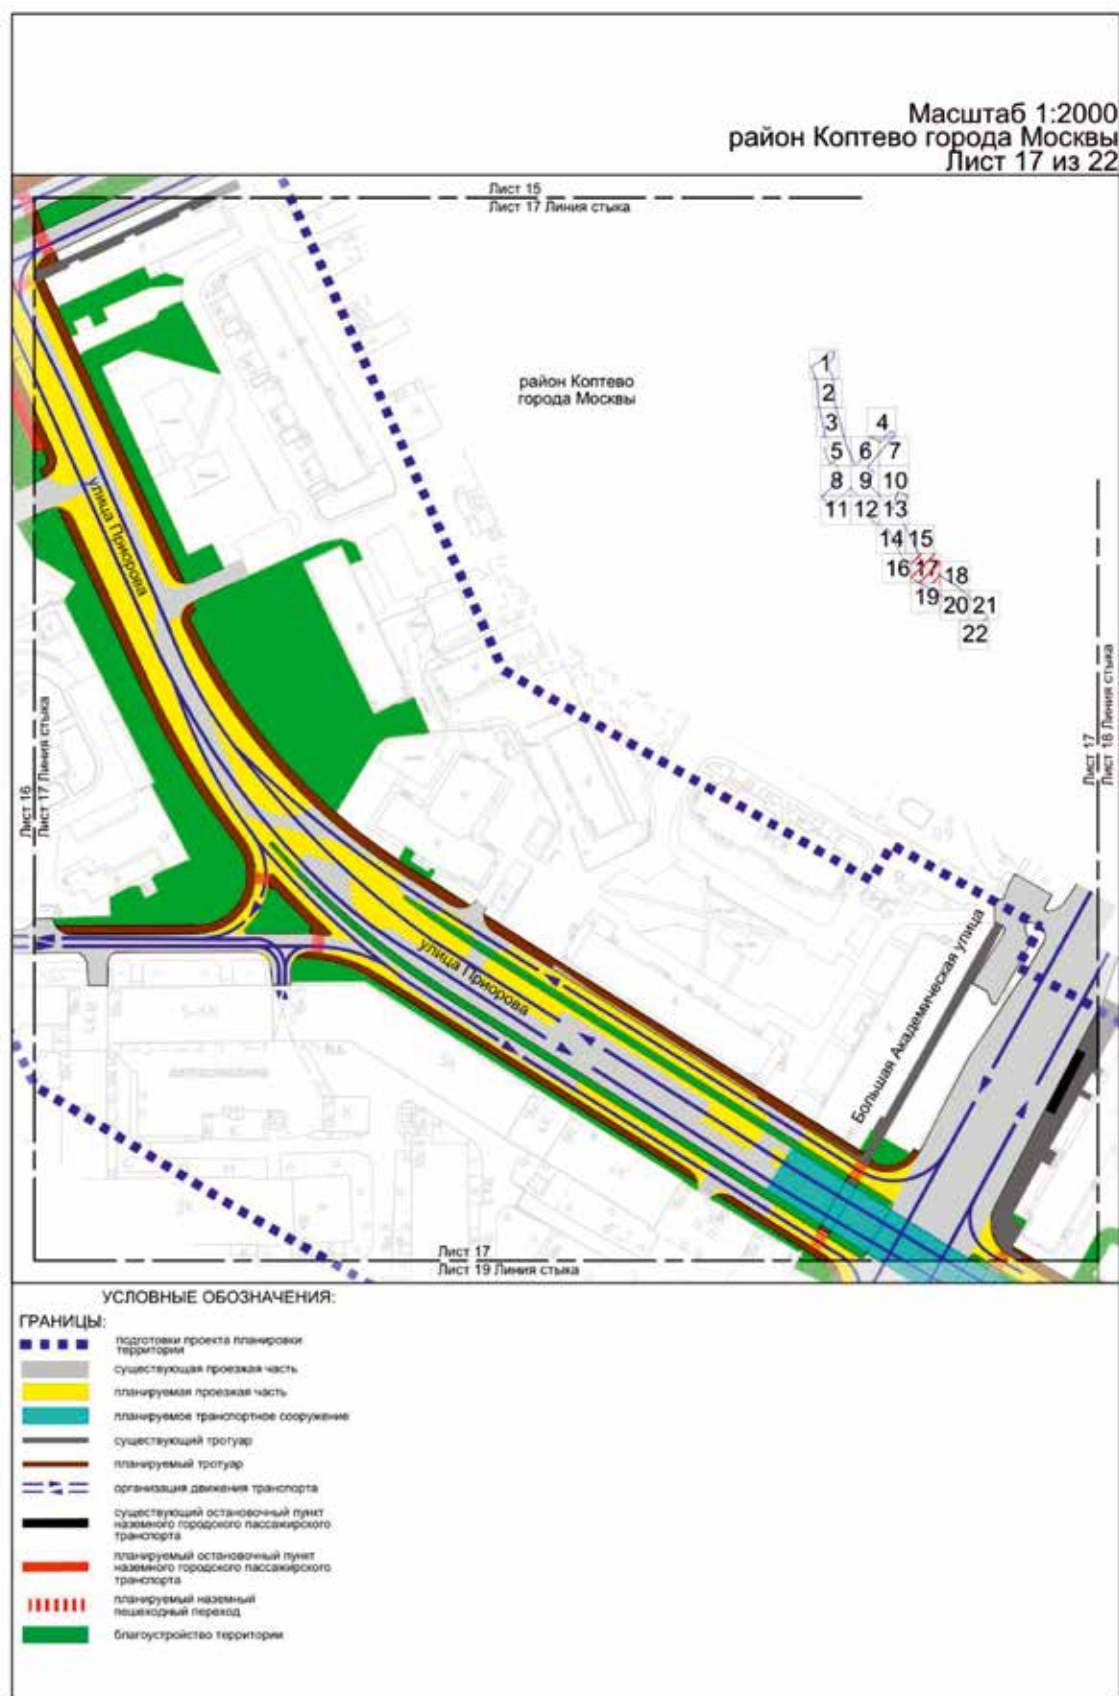 Масштаб 1:2000
район Коптево города Москвы
Лист 17 из 22
Лист 15
Лист 17 Линия стыка
район Коптево
города Москвы
1
2
3
4
5
6
7
8
9
10
11
12
13
14
15
16
17
18
19
20
21
22
улица Приорова
Лист 16
Лист 17 Линия стыка
Лист 17
Лист 18 Линия стыка
улица Приорова
Большая Академическая улица
Лист 17
Лист 19 Линия стыка
УСЛОВНЫЕ ОБОЗНАЧЕНИЯ:
ГРАНИЦЫ:
подготовки проекта планировки
территории
существующая проезжая часть
планируемая проезжая часть
планируемое транспортное сооружение
существующий тротуар
планируемый тротуар
организация движения транспорта
существующий остановочный пункт
наземного городского пассажирского
транспорта
планируемый остановочный пункт
наземного городского пассажирского
транспорта
планируемый наземный
пешеходный переход
благоустройство территории